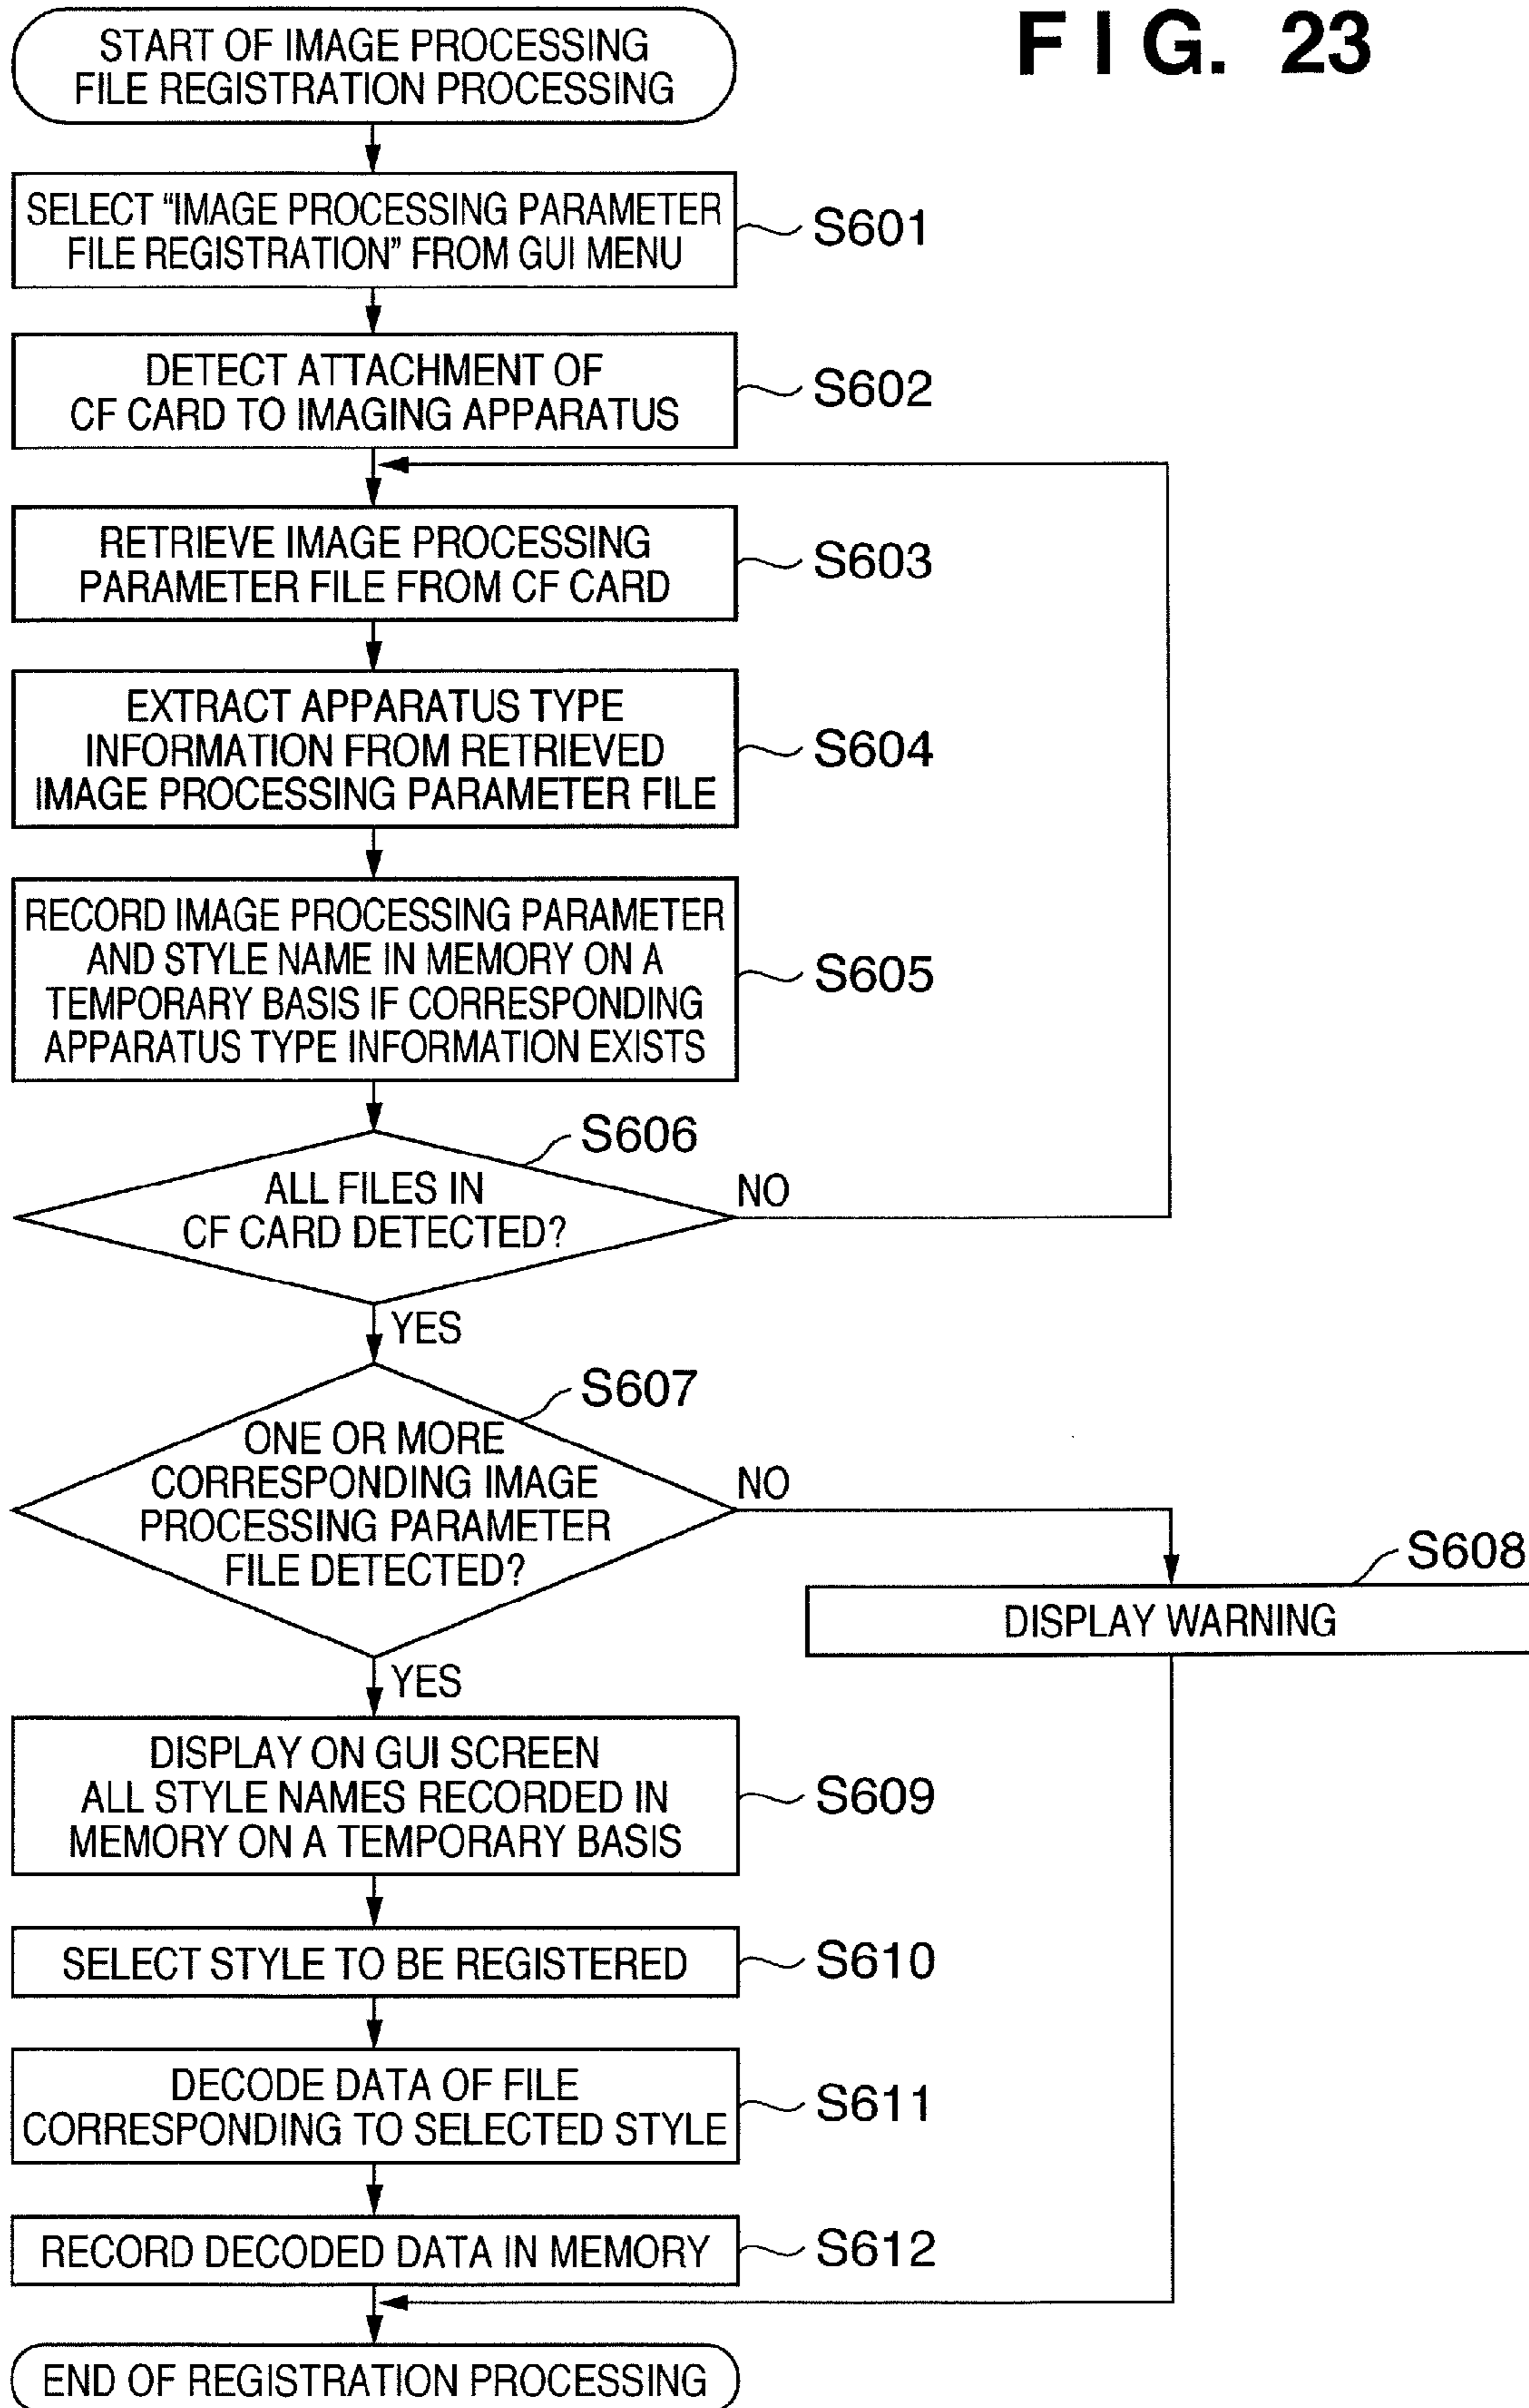 FIG. 23
START OF IMAGE PROCESSING
FILE REGISTRATION PROCESSING
SELECT “IMAGE PROCESSING PARAMETER
FILE REGISTRATION” FROM GUI MENU
S601
DETECT ATTACHMENT OF
CF CARD TO IMAGING APPARATUS
S602
RETRIEVE IMAGE PROCESSING
PARAMETER FILE FROM CF CARD
S603
EXTRACT APPARATUS TYPE
INFORMATION FROM RETRIEVED
IMAGE PROCESSING PARAMETER FILE
S604
RECORD IMAGE PROCESSING PARAMETER
AND STYLE NAME IN MEMORY ON A
TEMPORARY BASIS IF CORRESPONDING
APPARATUS TYPE INFORMATION EXISTS
S605
S606
ALL FILES IN
CF CARD DETECTED?
NO
YES
S607
ONE OR MORE
CORRESPONDING IMAGE
PROCESSING PARAMETER
FILE DETECTED?
NO
S608
DISPLAY WARNING
YES
DISPLAY ON GUI SCREEN
ALL STYLE NAMES RECORDED IN
MEMORY ON A TEMPORARY BASIS
S609
SELECT STYLE TO BE REGISTERED
S610
DECODE DATA OF FILE
CORRESPONDING TO SELECTED STYLE
S611
RECORD DECODED DATA IN MEMORY
S612
END OF REGISTRATION PROCESSING